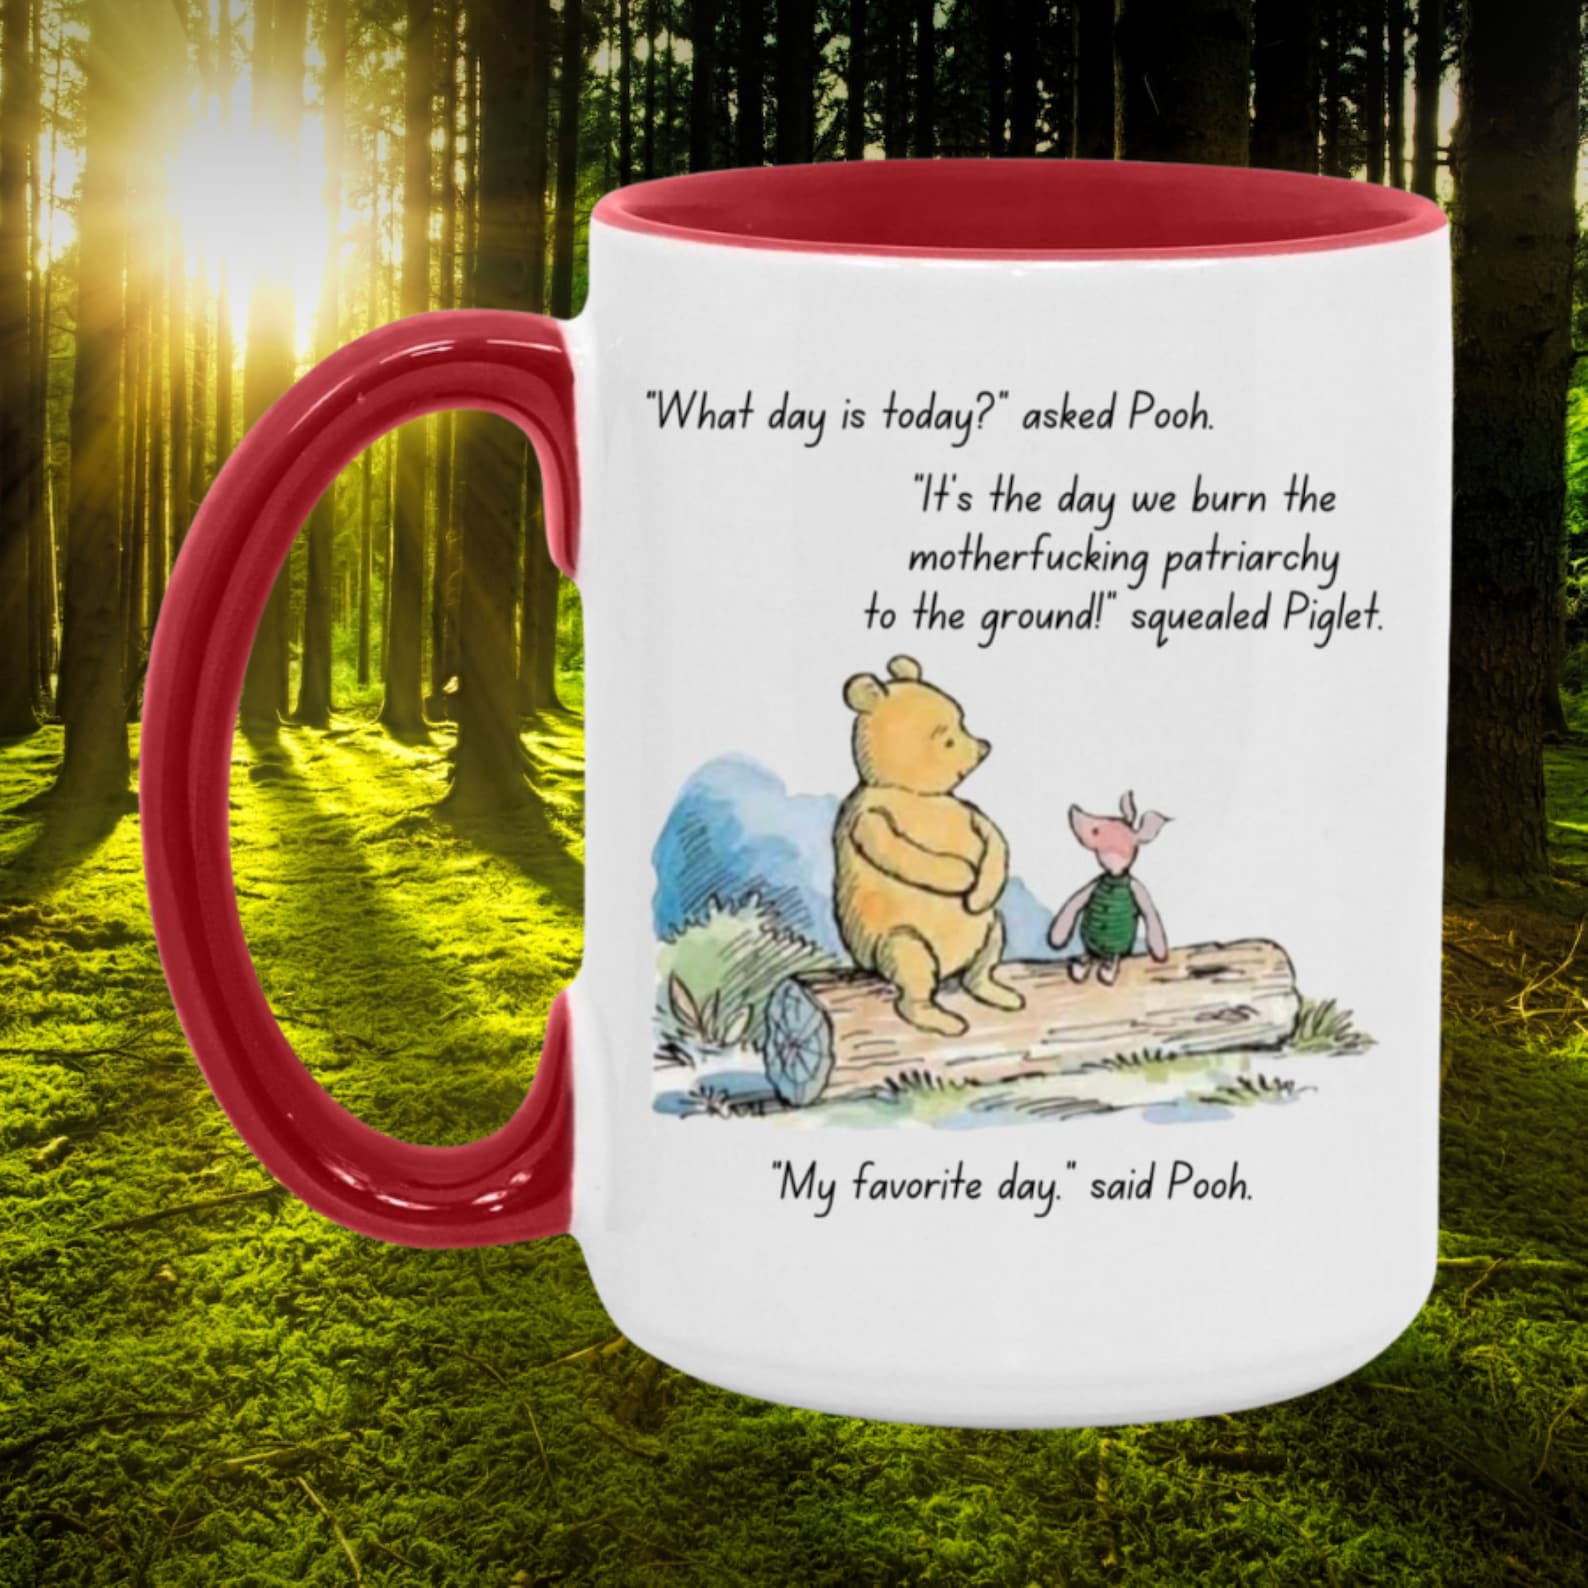 "What day is today?" asked Pooh.
"It's the day we burn the
motherfucking patriarchy
to the ground!" squealed Piglet.
"My favorite day." said Pooh.